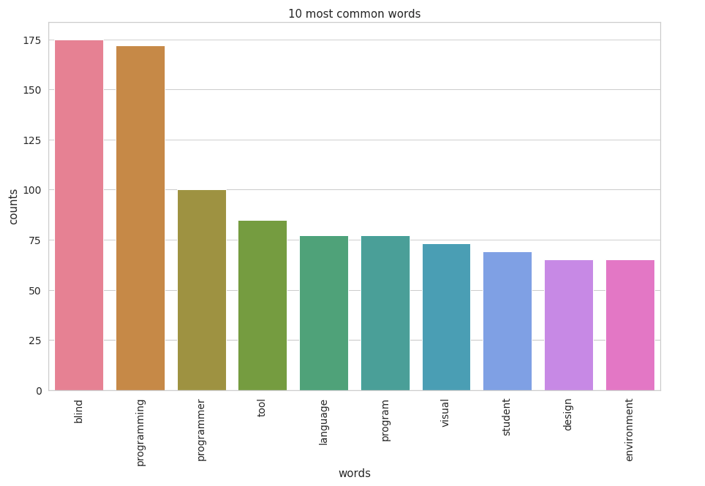 10 most common words
counts
175
150
125
100
75
50
25
0
blind
programming
programmer
tool
language
program
visual
student
design
environment
words